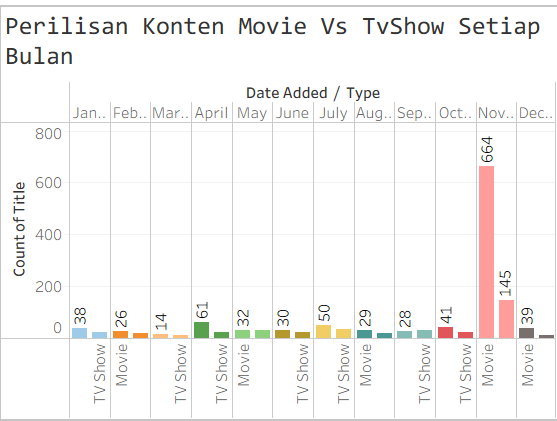 Perilisan Konten Movie Vs TvShow Setiap
Bulan
Date Added / Type
Jan.. Feb.. Mar.. April May June July Aug.. Sep.. Oct.. Nov.. Dec..
Count of Title
800
600
400
200
0
38 26 14 61 32 30 50 29 28 41 664 145 39
TV Show Movie TV Show TV Show Movie TV Show TV Show Movie TV Show TV Show Movie Movie